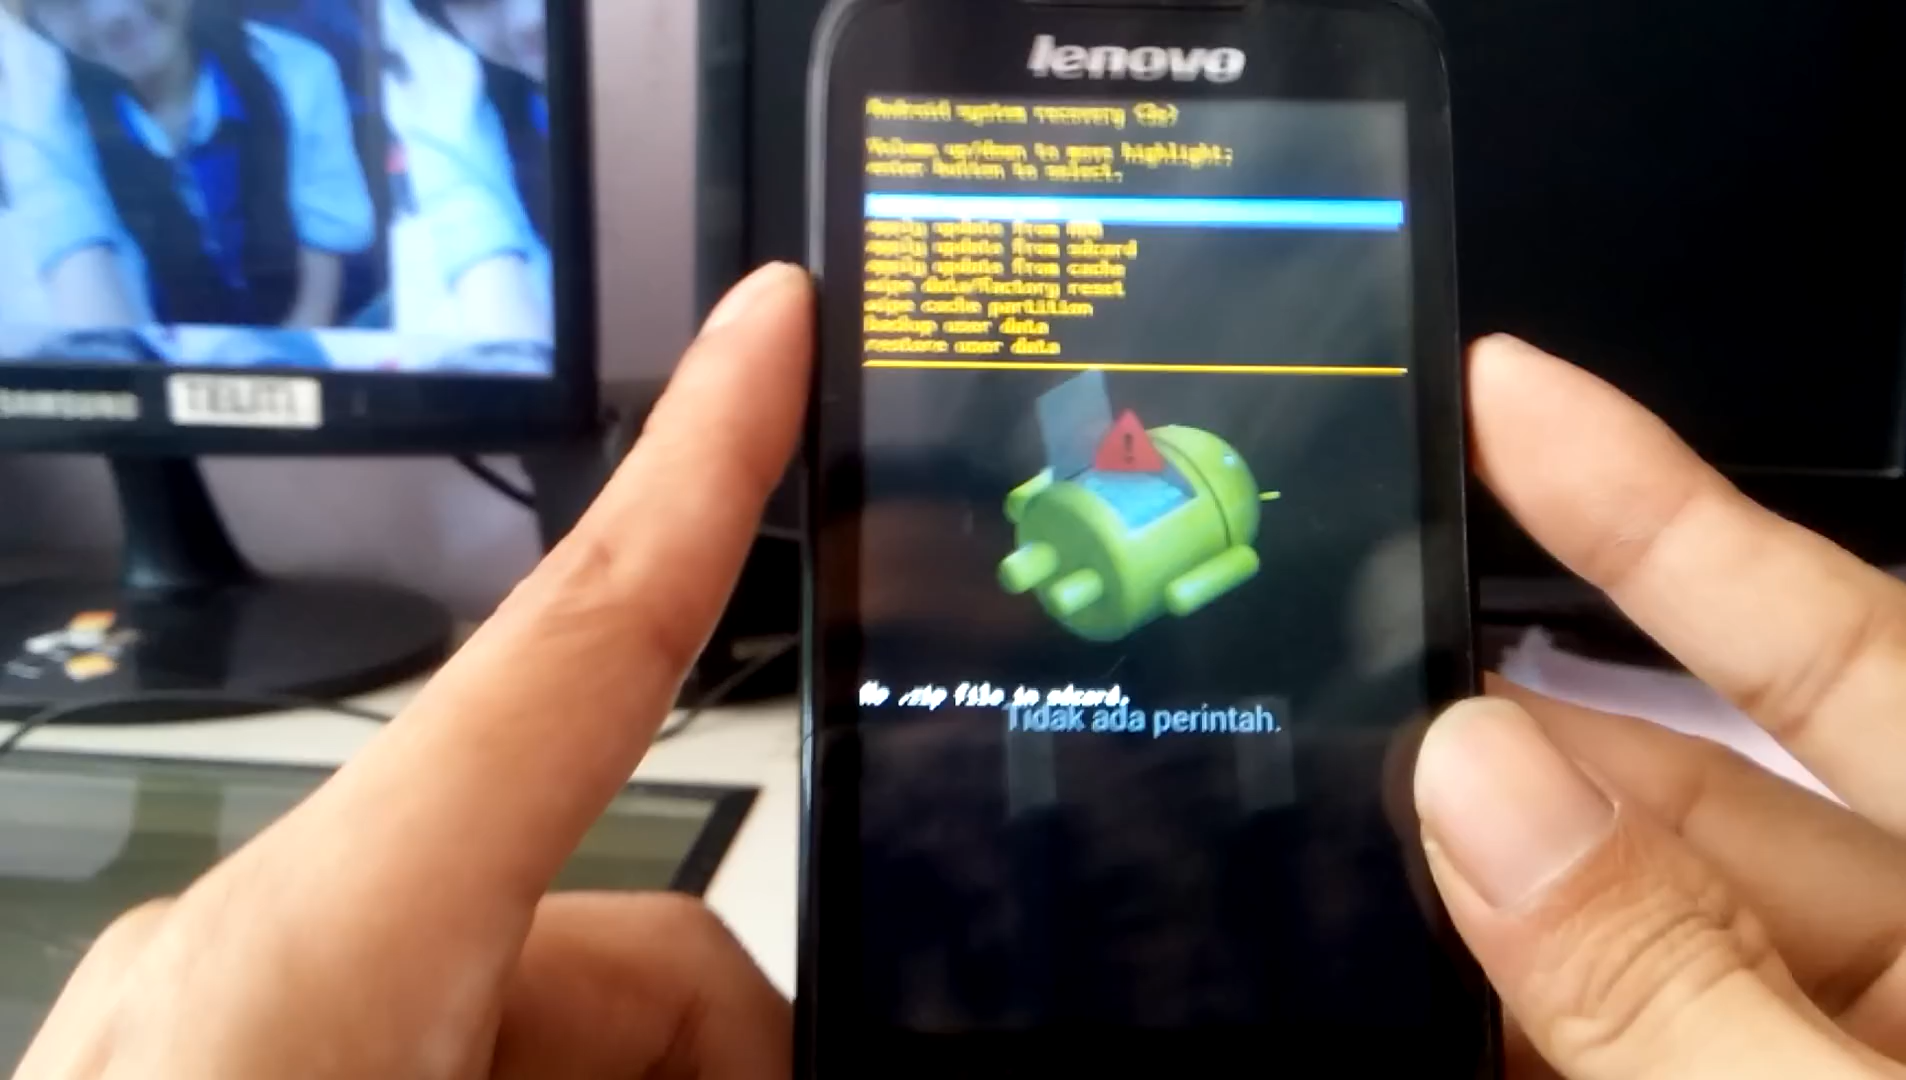 lenovo
Android system recovery <3e>
Volume up/down to move highlight;
enter button to select.
apply update from ADB
apply update from sdcard
apply update from cache
wipe data/factory reset
wipe cache partition
backup user data
restore user data
No .zip file in sdcard.
Tidak ada perintah.
SAMSUNG